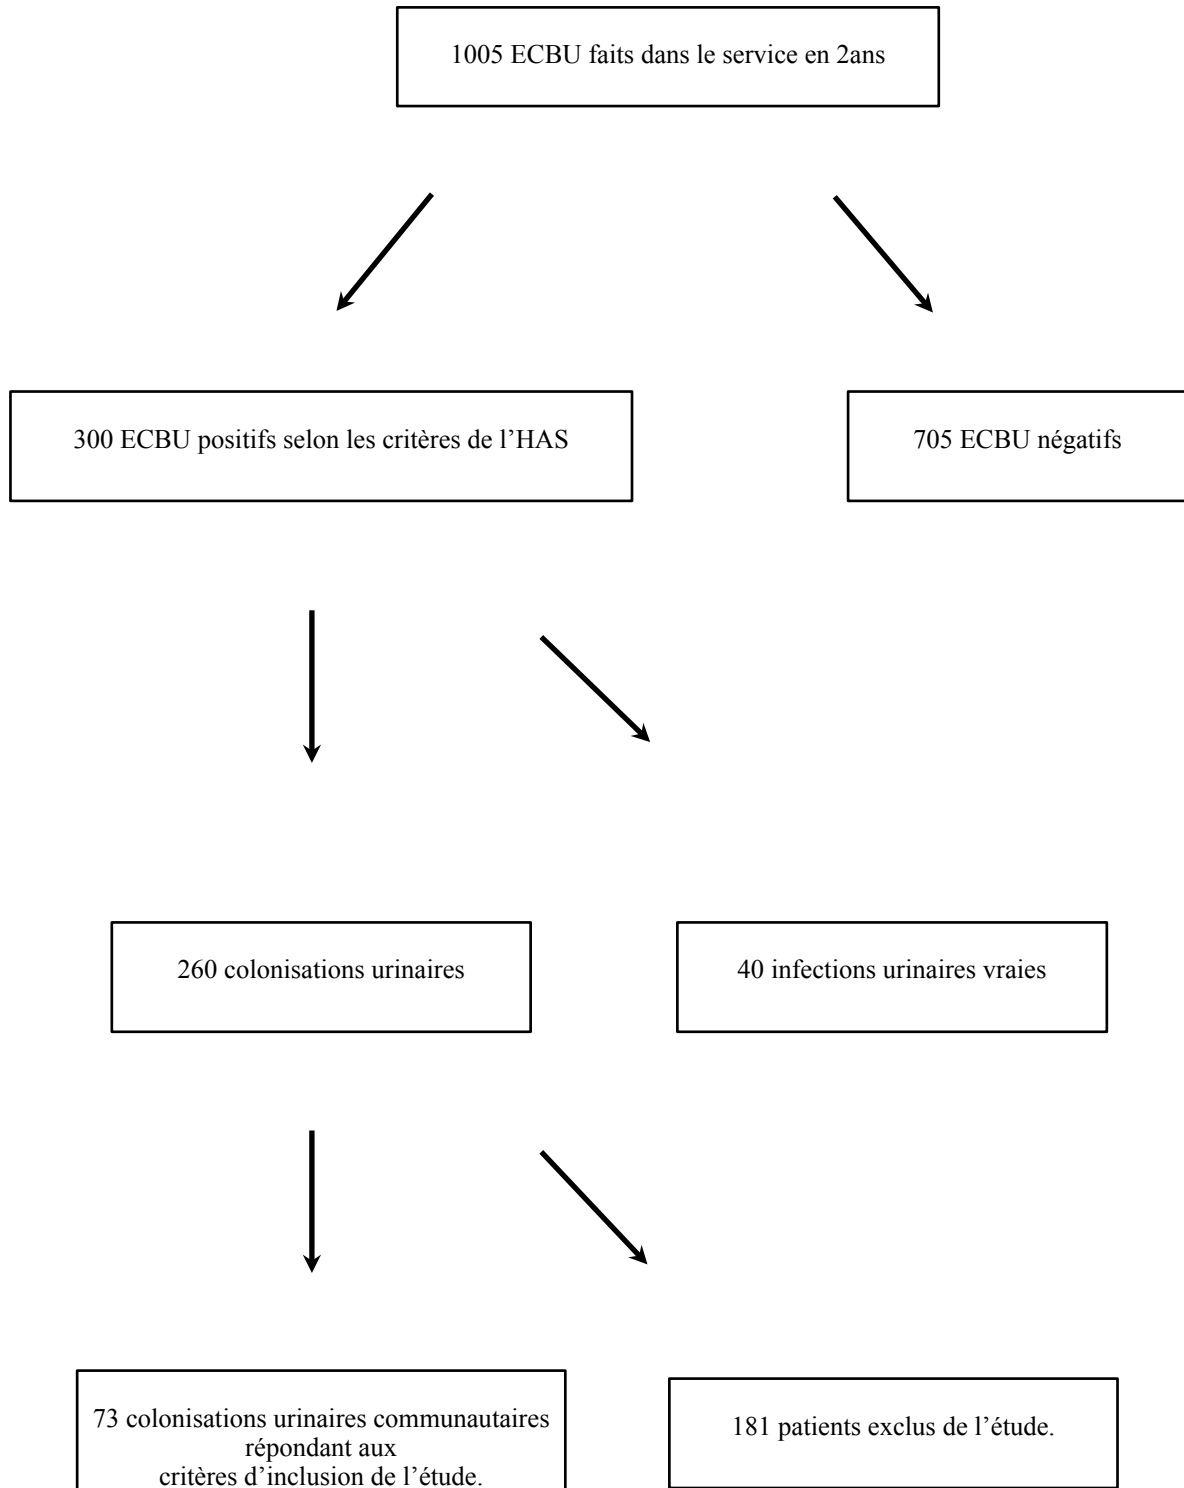 1005 ECBU faits dans le service en 2ans
300 ECBU positifs selon les critères de l’HAS
705 ECBU négatifs
260 colonisations urinaires
40 infections urinaires vraies
73 colonisations urinaires communautaires
répondant aux
critères d’inclusion de l’étude.
181 patients exclus de l’étude.